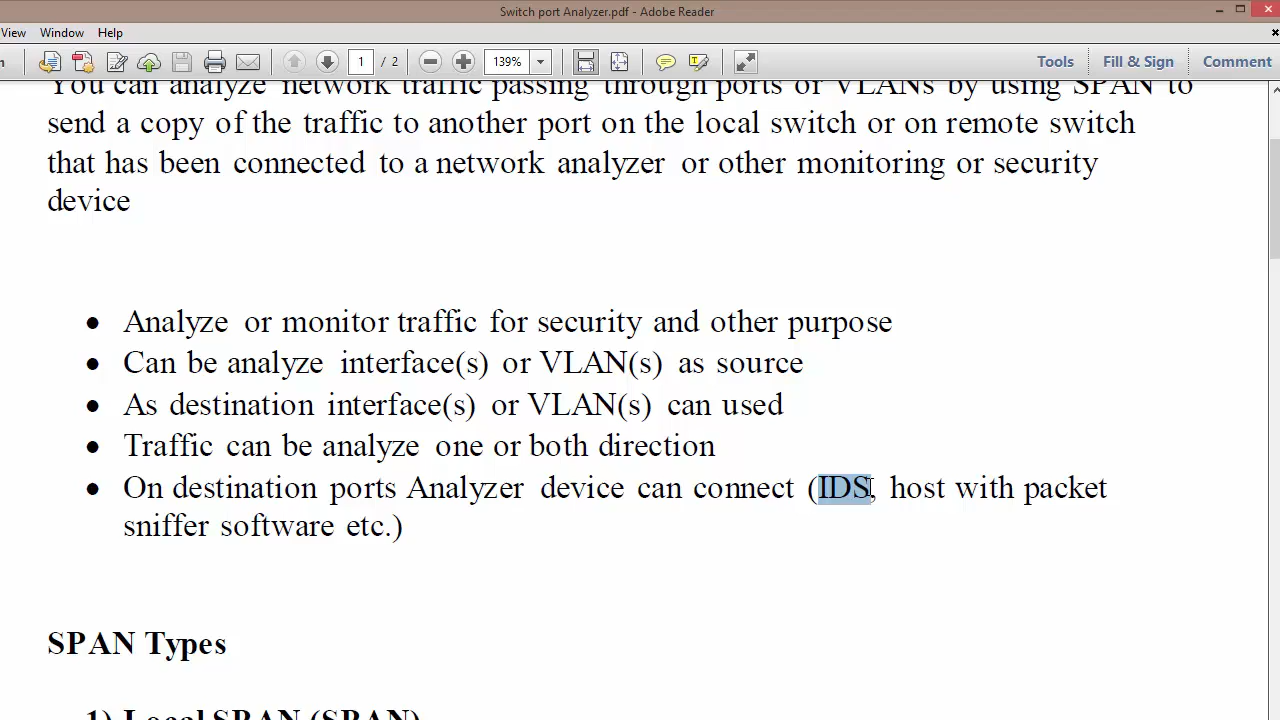 Switch port Analyzer.pdf - Adobe Reader
View Window Help
1 / 2 139% Tools Fill & Sign Comment
You can analyze network traffic passing through ports or VLANs by using SPAN to
send a copy of the traffic to another port on the local switch or on remote switch
that has been connected to a network analyzer or other monitoring or security
device
• Analyze or monitor traffic for security and other purpose
• Can be analyze interface(s) or VLAN(s) as source
• As destination interface(s) or VLAN(s) can used
• Traffic can be analyze one or both direction
• On destination ports Analyzer device can connect (IDS, host with packet
sniffer software etc.)
SPAN Types
1) Local SPAN (SPAN)